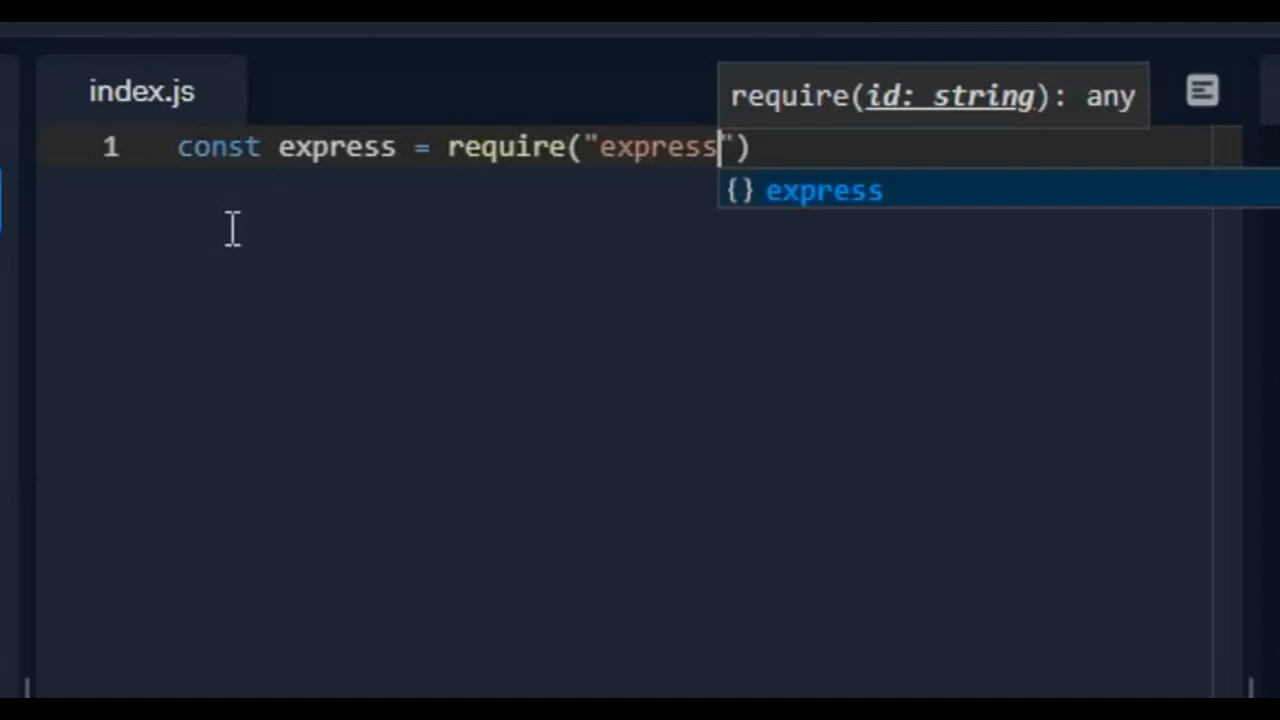 index.js
require(id: string): any
1 const express = require("express")
{} express